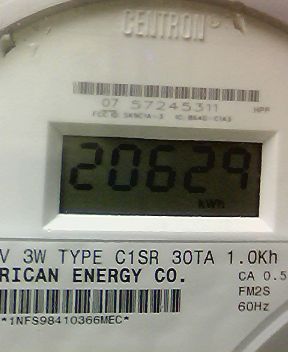 CENTRON
07 57245311 HPF
20629
kWh
V 3W TYPE C1SR 30TA 1.0Kh
RICAN ENERGY CO.
CA 0.5
FM2S
60Hz
*1NFS98410366MEC*